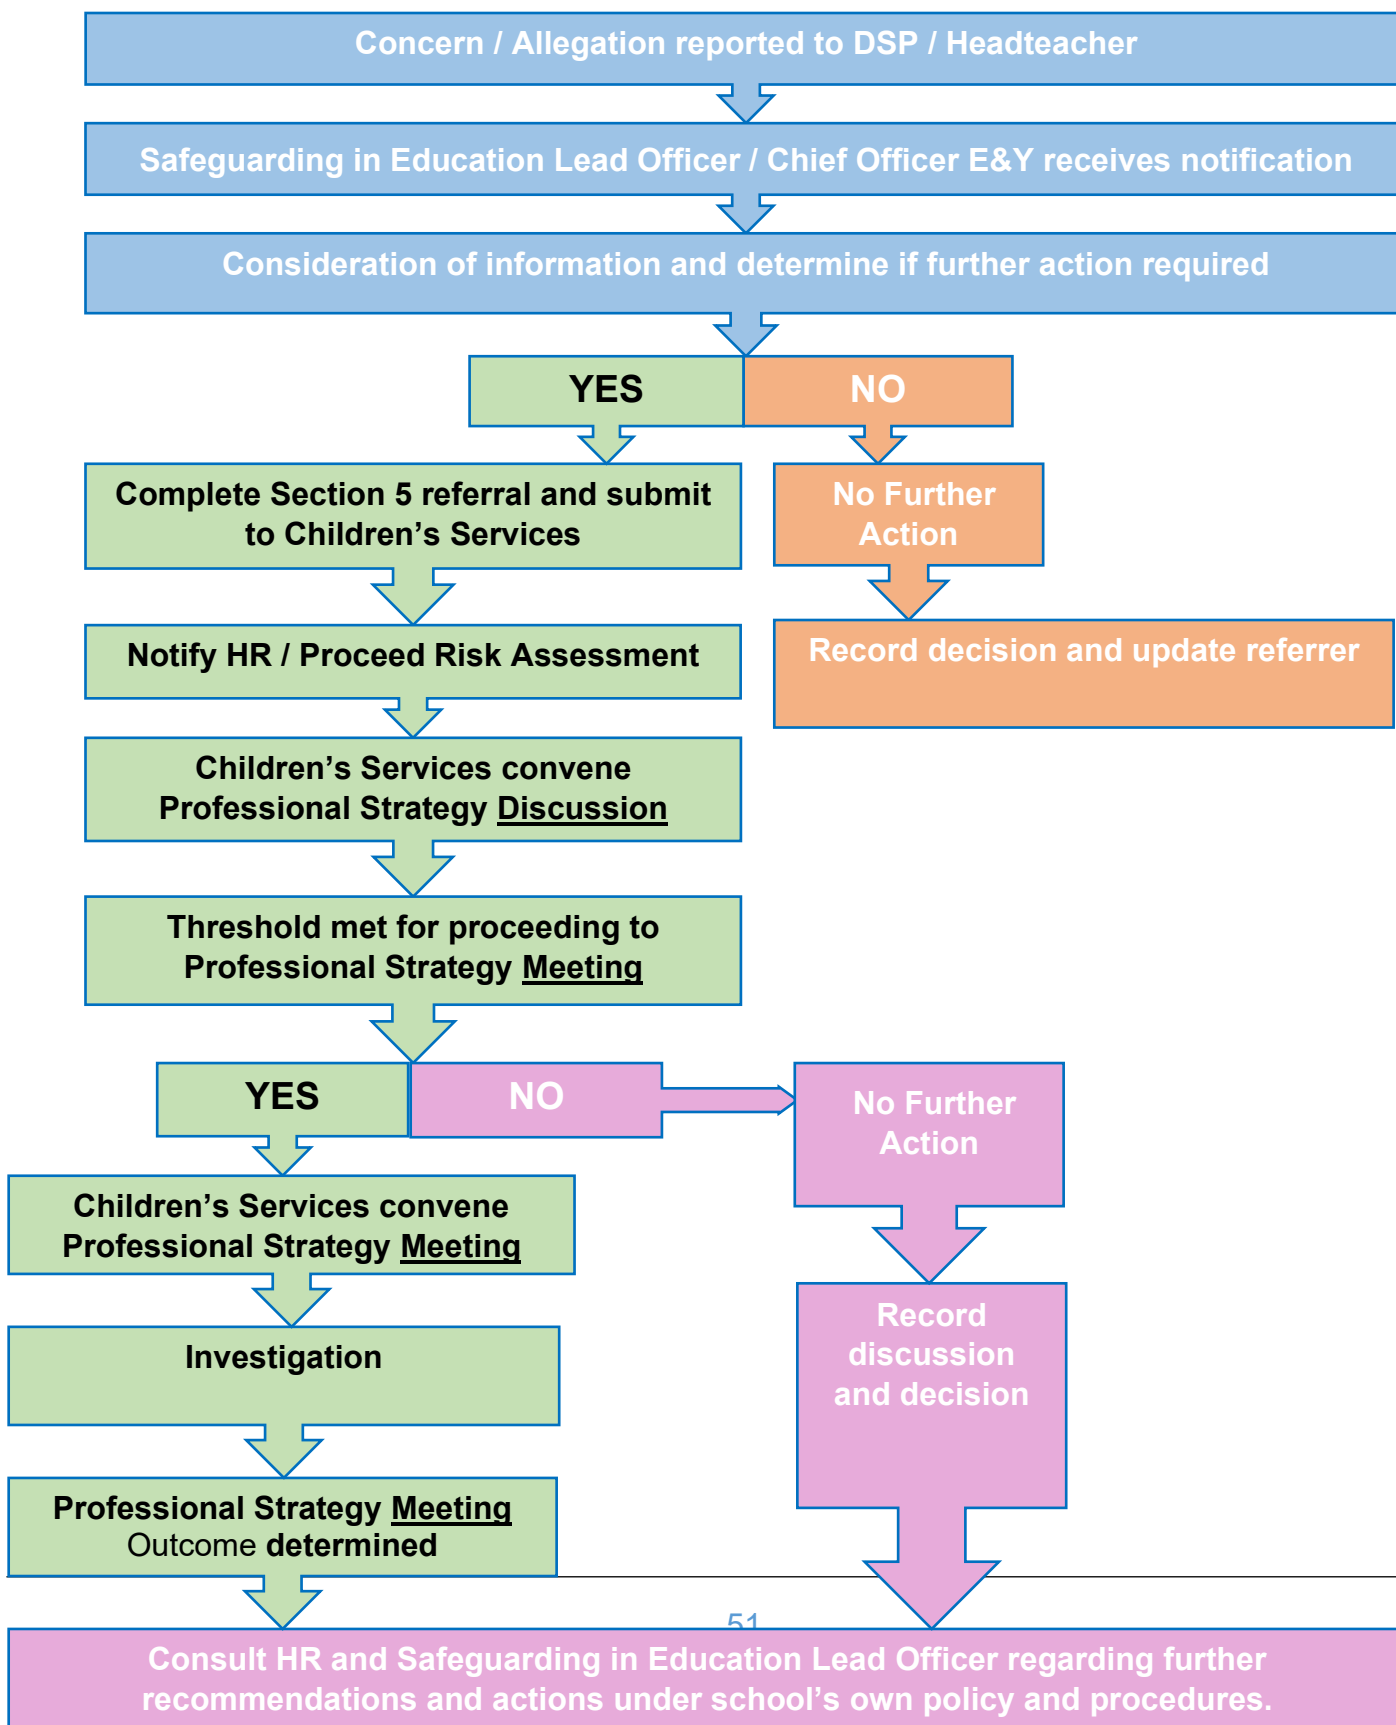 Concern / Allegation reported to DSP / Headteacher
Safeguarding in Education Lead Officer / Chief Officer E&Y receives notification
Consideration of information and determine if further action required
YES
NO
Complete Section 5 referral and submit
to Children’s Services
No Further
Action
Notify HR / Proceed Risk Assessment
Record decision and update referrer
Children’s Services convene
Professional Strategy Discussion
Threshold met for proceeding to
Professional Strategy Meeting
YES
NO
No Further
Action
Children’s Services convene
Professional Strategy Meeting
Record
discussion
and decision
Investigation
Professional Strategy Meeting
Outcome determined
51
Consult HR and Safeguarding in Education Lead Officer regarding further
recommendations and actions under school’s own policy and procedures.